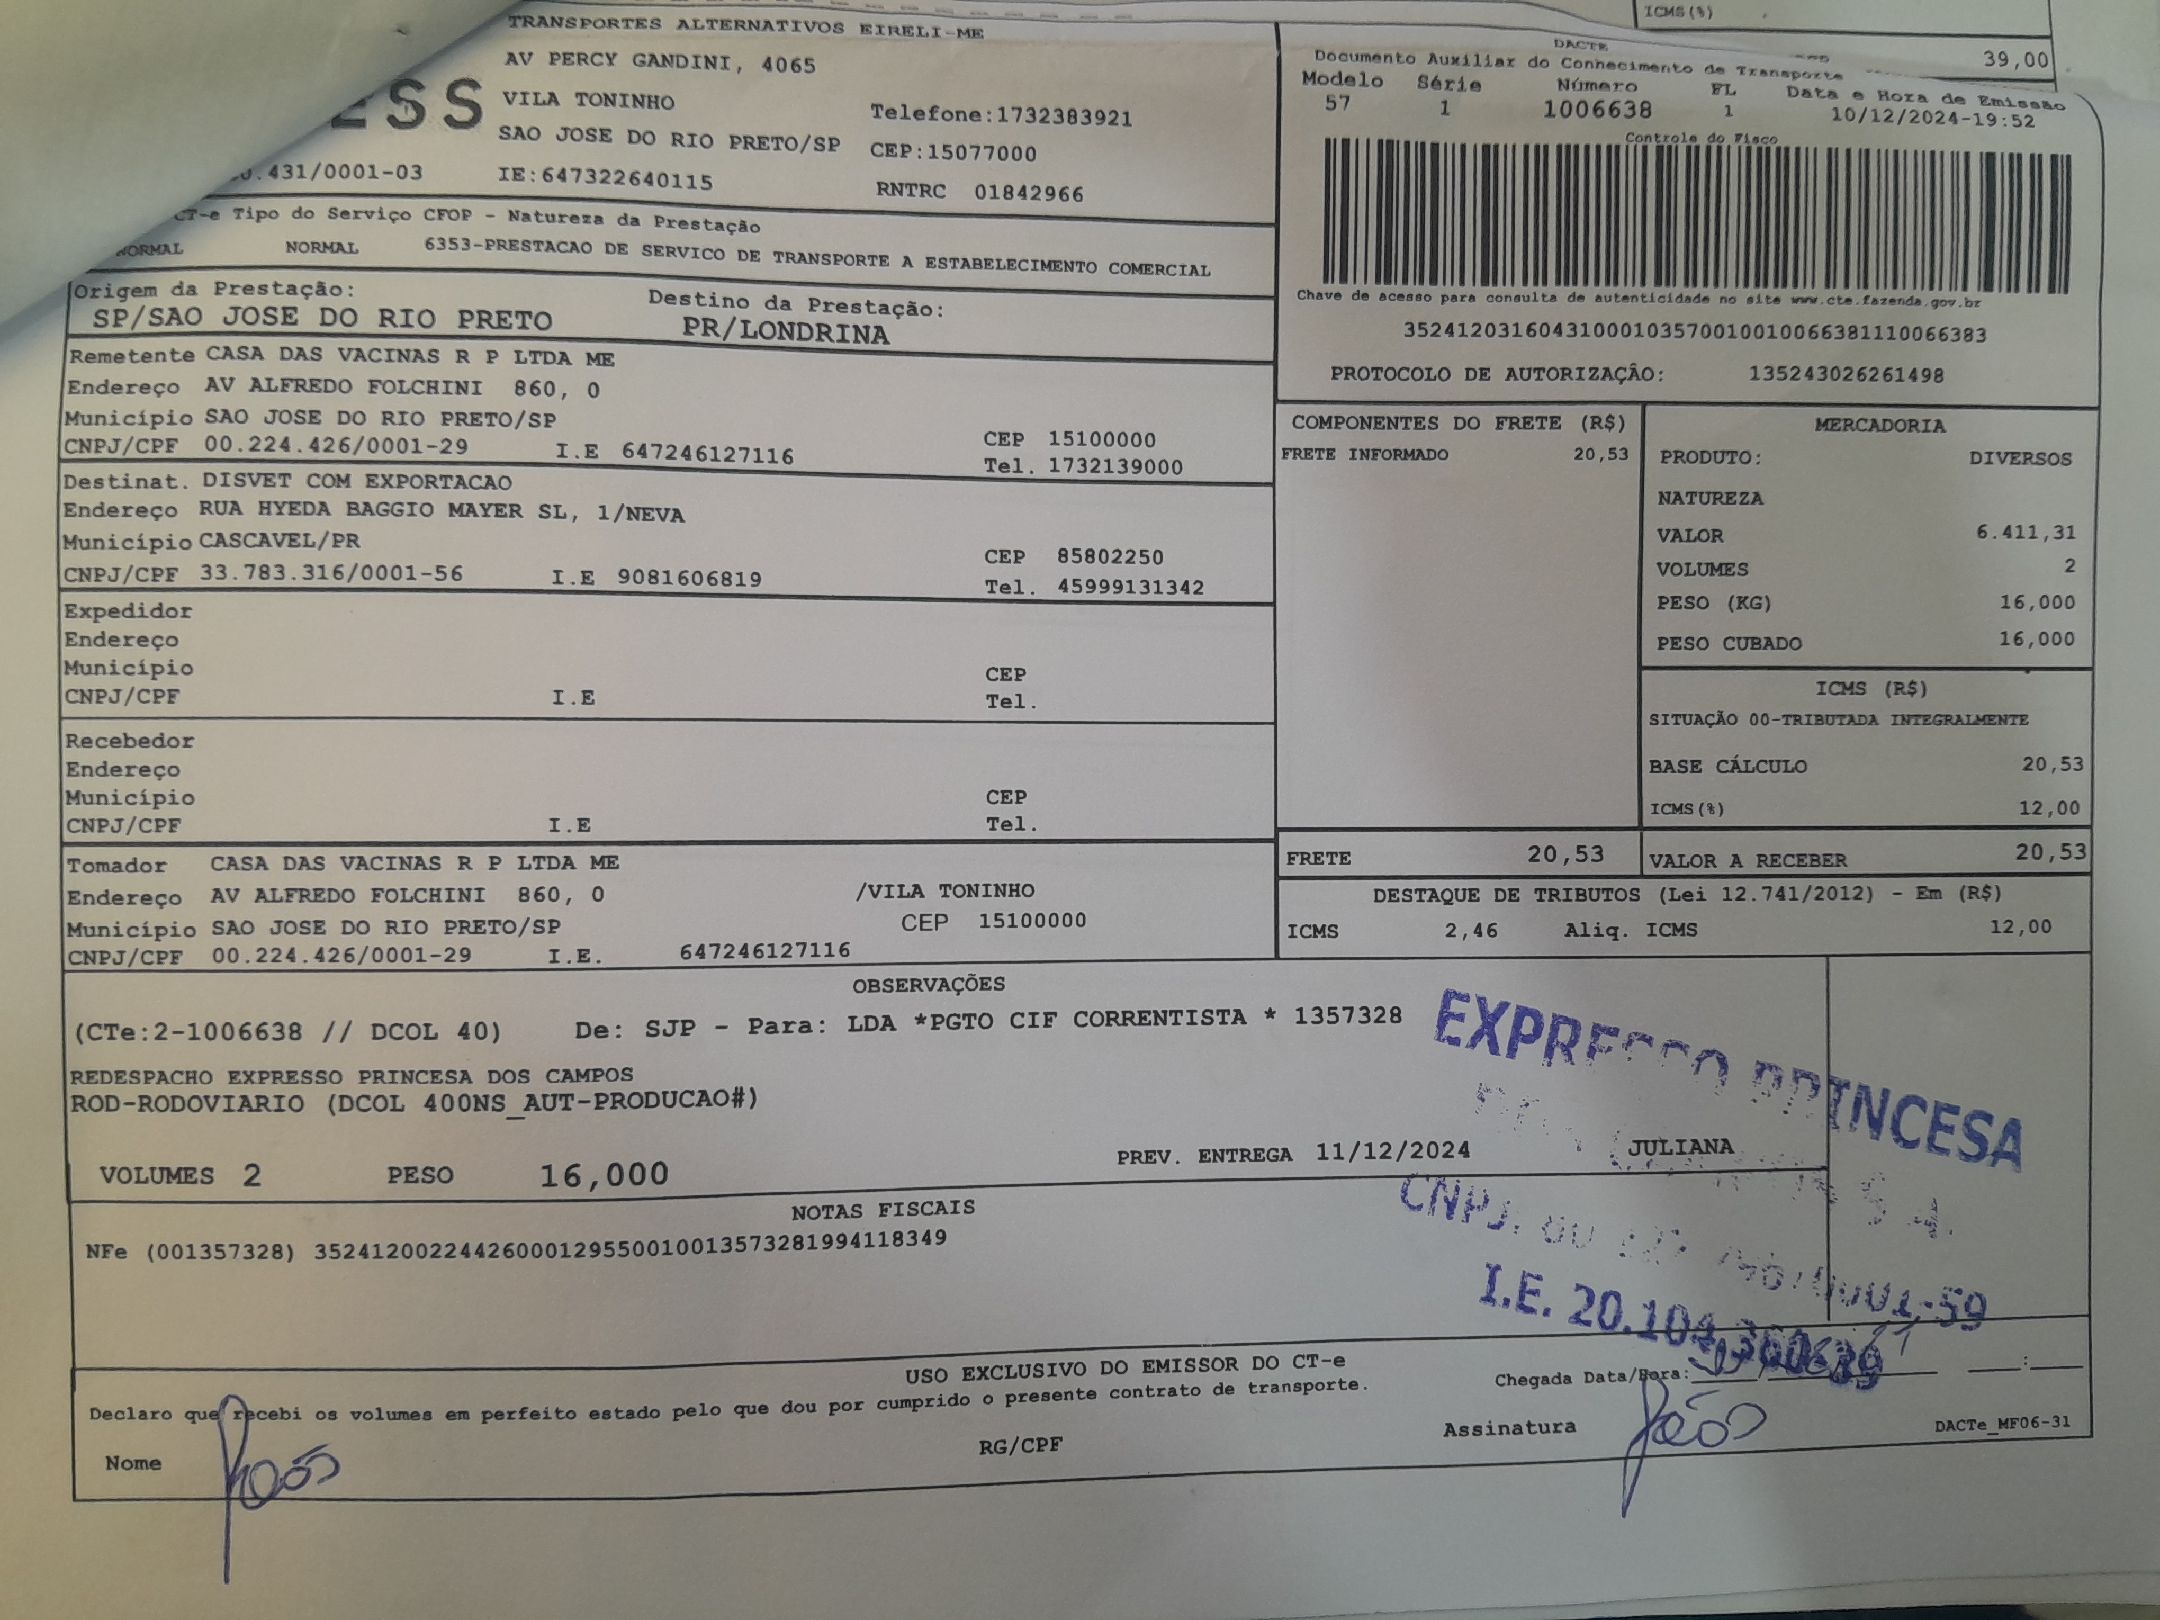 ICMS(%)
39,00
TRANSPORTES ALTERNATIVOS EIRELI-ME
AV PERCY GANDINI, 4065
ESS
VILA TONINHO
Telefone:1732383921
SAO JOSE DO RIO PRETO/SP CEP:15077000
.431/0001-03 IE:647322640115 RNTRC 01842966
CT-e Tipo do Serviço CFOP - Natureza da Prestação
NORMAL NORMAL 6353-PRESTACAO DE SERVICO DE TRANSPORTE A ESTABELECIMENTO COMERCIAL
DACTE
Documento Auxiliar do Conhecimento de Transporte
Modelo Série Número FL Data e Hora de Emissão
57 1 1006638 1 10/12/2024-19:52
Controle do Fisco
Chave de acesso para consulta de autenticidade no site www.cte.fazenda.gov.br
35241203160431000103570010010066381110066383
PROTOCOLO DE AUTORIZAÇÂO: 135243026261498
Origem da Prestação: Destino da Prestação:
SP/SAO JOSE DO RIO PRETO PR/LONDRINA
Remetente CASA DAS VACINAS R P LTDA ME
Endereço AV ALFREDO FOLCHINI 860, 0
Município SAO JOSE DO RIO PRETO/SP CEP 15100000
CNPJ/CPF 00.224.426/0001-29 I.E 647246127116 Tel. 1732139000
Destinat. DISVET COM EXPORTACAO
Endereço RUA HYEDA BAGGIO MAYER SL, 1/NEVA
Município CASCAVEL/PR CEP 85802250
CNPJ/CPF 33.783.316/0001-56 I.E 9081606819 Tel. 45999131342
Expedidor
Endereço
Município CEP
CNPJ/CPF I.E Tel.
Recebedor
Endereço
Município CEP
CNPJ/CPF I.E Tel.
Tomador CASA DAS VACINAS R P LTDA ME
Endereço AV ALFREDO FOLCHINI 860, 0 /VILA TONINHO
Município SAO JOSE DO RIO PRETO/SP CEP 15100000
CNPJ/CPF 00.224.426/0001-29 I.E. 647246127116
COMPONENTES DO FRETE (R$)
FRETE INFORMADO 20,53
MERCADORIA
PRODUTO: DIVERSOS
NATUREZA
VALOR 6.411,31
VOLUMES 2
PESO (KG) 16,000
PESO CUBADO 16,000
ICMS (R$)
SITUAÇÃO 00-TRIBUTADA INTEGRALMENTE
BASE CÁLCULO 20,53
ICMS(%) 12,00
FRETE 20,53 VALOR A RECEBER 20,53
DESTAQUE DE TRIBUTOS (Lei 12.741/2012) - Em (R$)
ICMS 2,46 Aliq. ICMS 12,00
OBSERVAÇÕES
(CTe:2-1006638 // DCOL 40) De: SJP - Para: LDA *PGTO CIF CORRENTISTA * 1357328
REDESPACHO EXPRESSO PRINCESA DOS CAMPOS
ROD-RODOVIARIO (DCOL 400NS_AUT-PRODUCAO#)
PREV. ENTREGA 11/12/2024 JULIANA
VOLUMES 2 PESO 16,000
EXPRESSO PRINCESA
CNPJ.
0001-59
I.E. 20.10
NOTAS FISCAIS
NFe (001357328) 35241200224426000129550010013573281994118349
USO EXCLUSIVO DO EMISSOR DO CT-e
Declaro que recebi os volumes em perfeito estado pelo que dou por cumprido o presente contrato de transporte.
Chegada Data/Hora: :
Nome RG/CPF Assinatura
DACTe_MF06-31